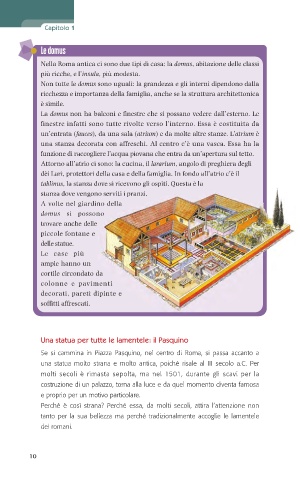 Capitolo 1
Le domus
Nella Roma antica ci sono due tipi di casa: la domus, abitazione delle classi
più ricche, e l'insula, più modesta.
Non tutte le domus sono uguali: la grandezza e gli interni dipendono dalla
ricchezza e importanza della famiglia, anche se la struttura architettonica
è simile.
La domus non ha balconi e finestre che si possano vedere dall'esterno. Le
finestre infatti sono tutte rivolte verso l'interno. Essa è costituita da
un'entrata (fauces), da una sala (atrium) e da molte altre stanze. L'atrium è
una stanza decorata con affreschi. Al centro c'è una vasca. Essa ha la
funzione di raccogliere l'acqua piovana che entra da un'apertura sul tetto.
Attorno all'atrio ci sono: la cucina, il lararium, angolo di preghiera degli
dèi Lari, protettori della casa e della famiglia. In fondo all'atrio c'è il
tablinus, la stanza dove si ricevono gli ospiti. Questa è la
stanza dove vengono serviti i pranzi.
A volte nel giardino della
domus si possono
trovare anche delle
piccole fontane e
delle statue.
Le case più
ampie hanno un
cortile circondato da
colonne e pavimenti
decorati, pareti dipinte e
soffitti affrescati.
Una statua per tutte le lamentele: il Pasquino
Se si cammina in Piazza Pasquino, nel centro di Roma, si passa accanto a
una statua molto strana e molto antica, poiché risale al III secolo a.C. Per
molti secoli è rimasta sepolta, ma nel 1501, durante gli scavi per la
costruzione di un palazzo, torna alla luce e da quel momento diventa famosa
e proprio per un motivo particolare.
Perché è così strana? Perché essa, da molti secoli, attira l'attenzione non
tanto per la sua bellezza ma perché tradizionalmente accoglie le lamentele
dei romani.
10